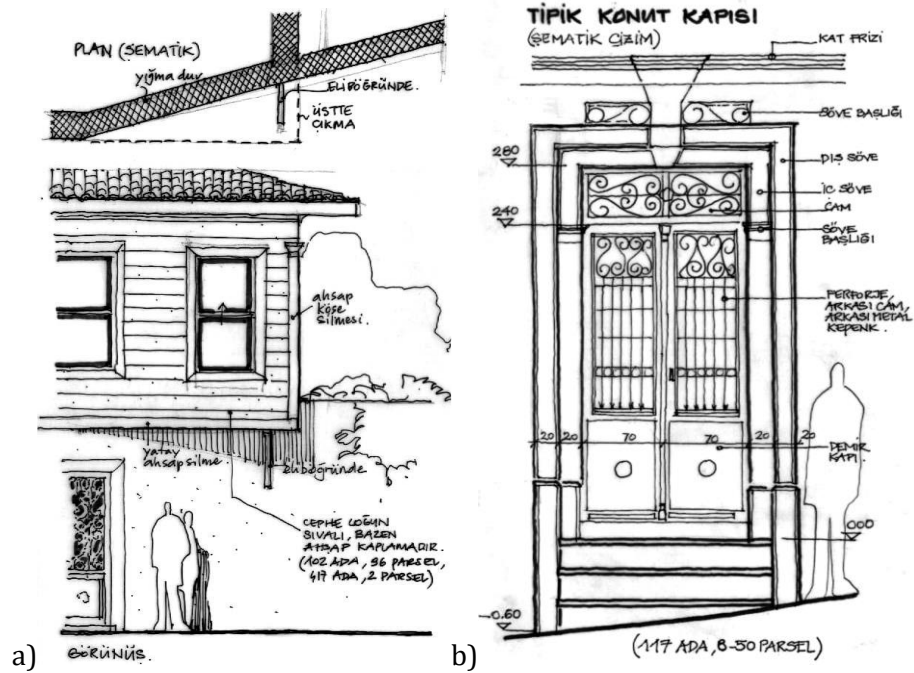 PLAN (ŞEMATİK)
yığma duv
ELİBÖĞRÜNDE.
ÜSTTE
ÇIKMA
ahşap
köşe
silmesi.
yatay
ahşap silme
elibögründe
CEPHE ÇOĞUN
SIVALI, BAZEN
AHŞAP KAPLAMADIR.
(102 ADA, 96 PARSEL,
417 ADA, 2 PARSEL)
a)
GÖRÜNÜŞ.
TİPİK KONUT KAPISI
(ŞEMATİK ÇİZİM)
KAT FRİZİ
SÖVE BAŞLIĞI
DIŞ SÖVE
280
İÇ SÖVE
CAM
240
SÖVE
BAŞLIĞI
FERFORJE,
ARKASI CAM,
ARKASI METAL
KEPENK.
20 20 70 70 20 20
DEMİR
KAPI
000
-0.60
b)
(117 ADA, 8-50 PARSEL)